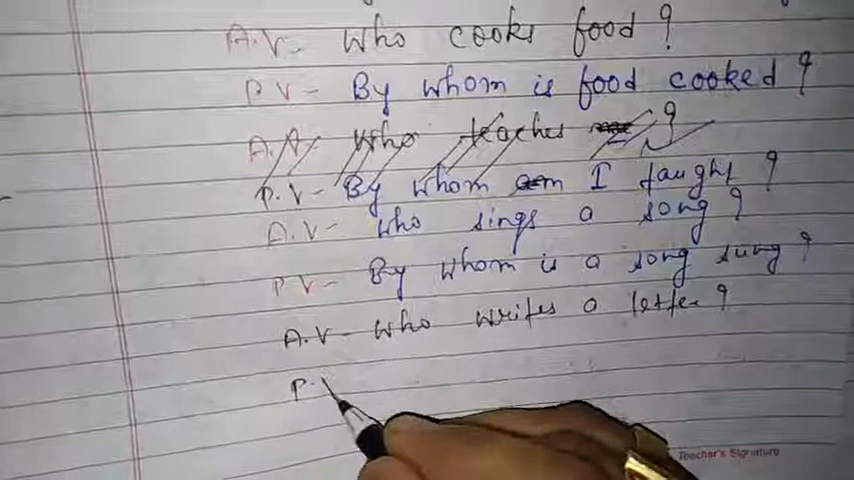 A.V- Who cooks food ?
P.V- By whom is food cooked ?
Who teaches ?
P.V- By whom am I taught ?
A.V- Who sings a song ?
P.V- By whom is a song sung ?
A.V- Who writes a letter ?
P.
Teacher's Signature